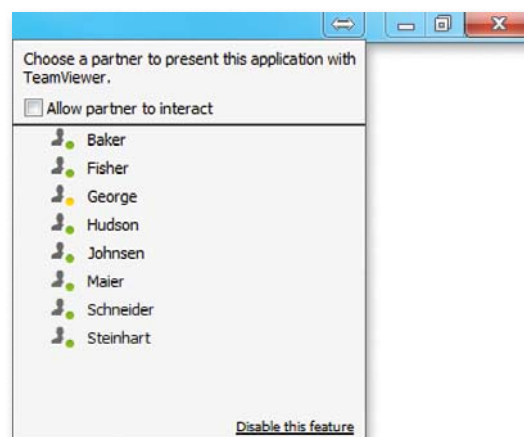 Choose a partner to present this application with
TeamViewer.
Allow partner to interact
Baker
Fisher
George
Hudson
Johnsen
Maier
Schneider
Steinhart
Disable this feature